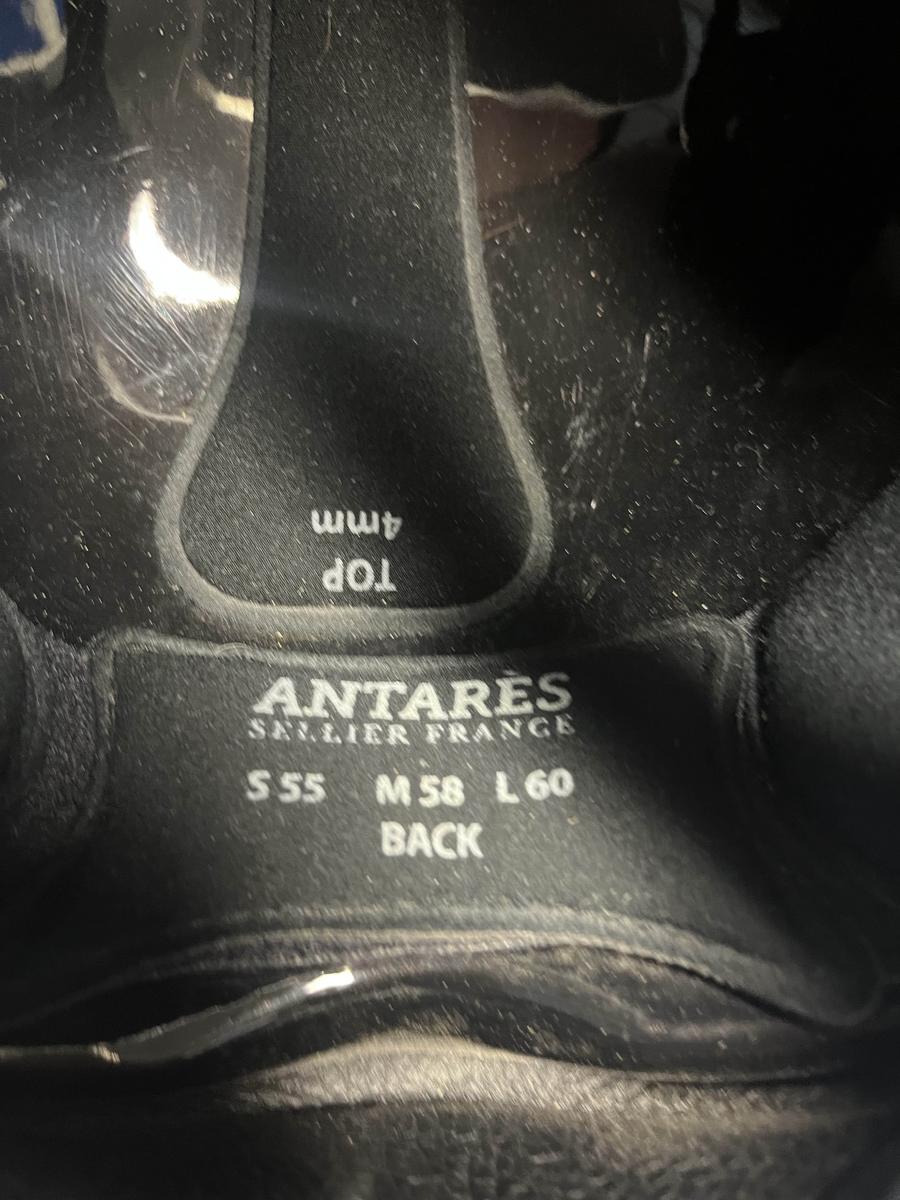 4mm
TOP
ANTARÈS
SELLIER FRANCE
S 55 M 58 L 60
BACK